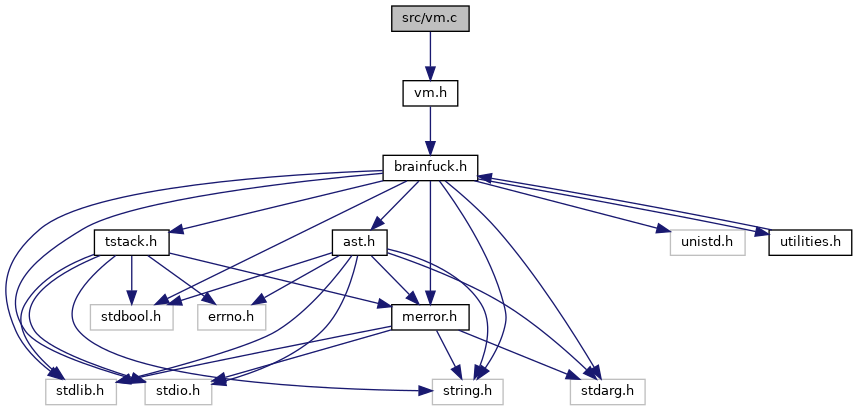 src/vm.c
vm.h
brainfuck.h
tstack.h
ast.h
unistd.h
utilities.h
stdbool.h
errno.h
merror.h
stdlib.h
stdio.h
string.h
stdarg.h